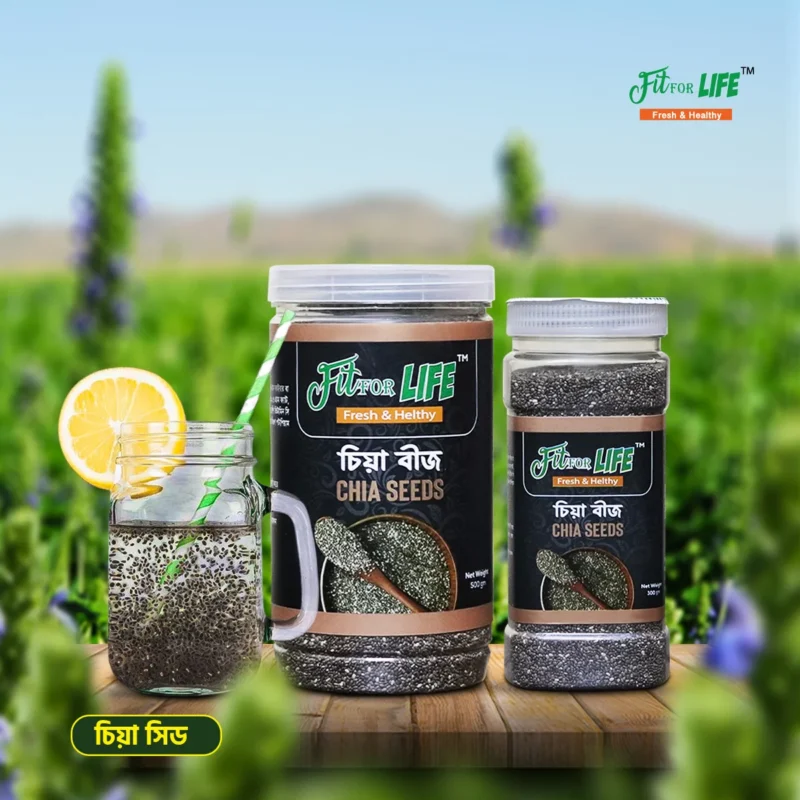 Fit FOR LIFE™
Fresh & Healthy
Fit FOR LIFE™
Fresh & Helthy
চিয়া বীজ
CHIA SEEDS
Net Weight
500 gm
Fit FOR LIFE™
Fresh & Helthy
চিয়া বীজ
CHIA SEEDS
Net Weight
300 gm
চিয়া সিড